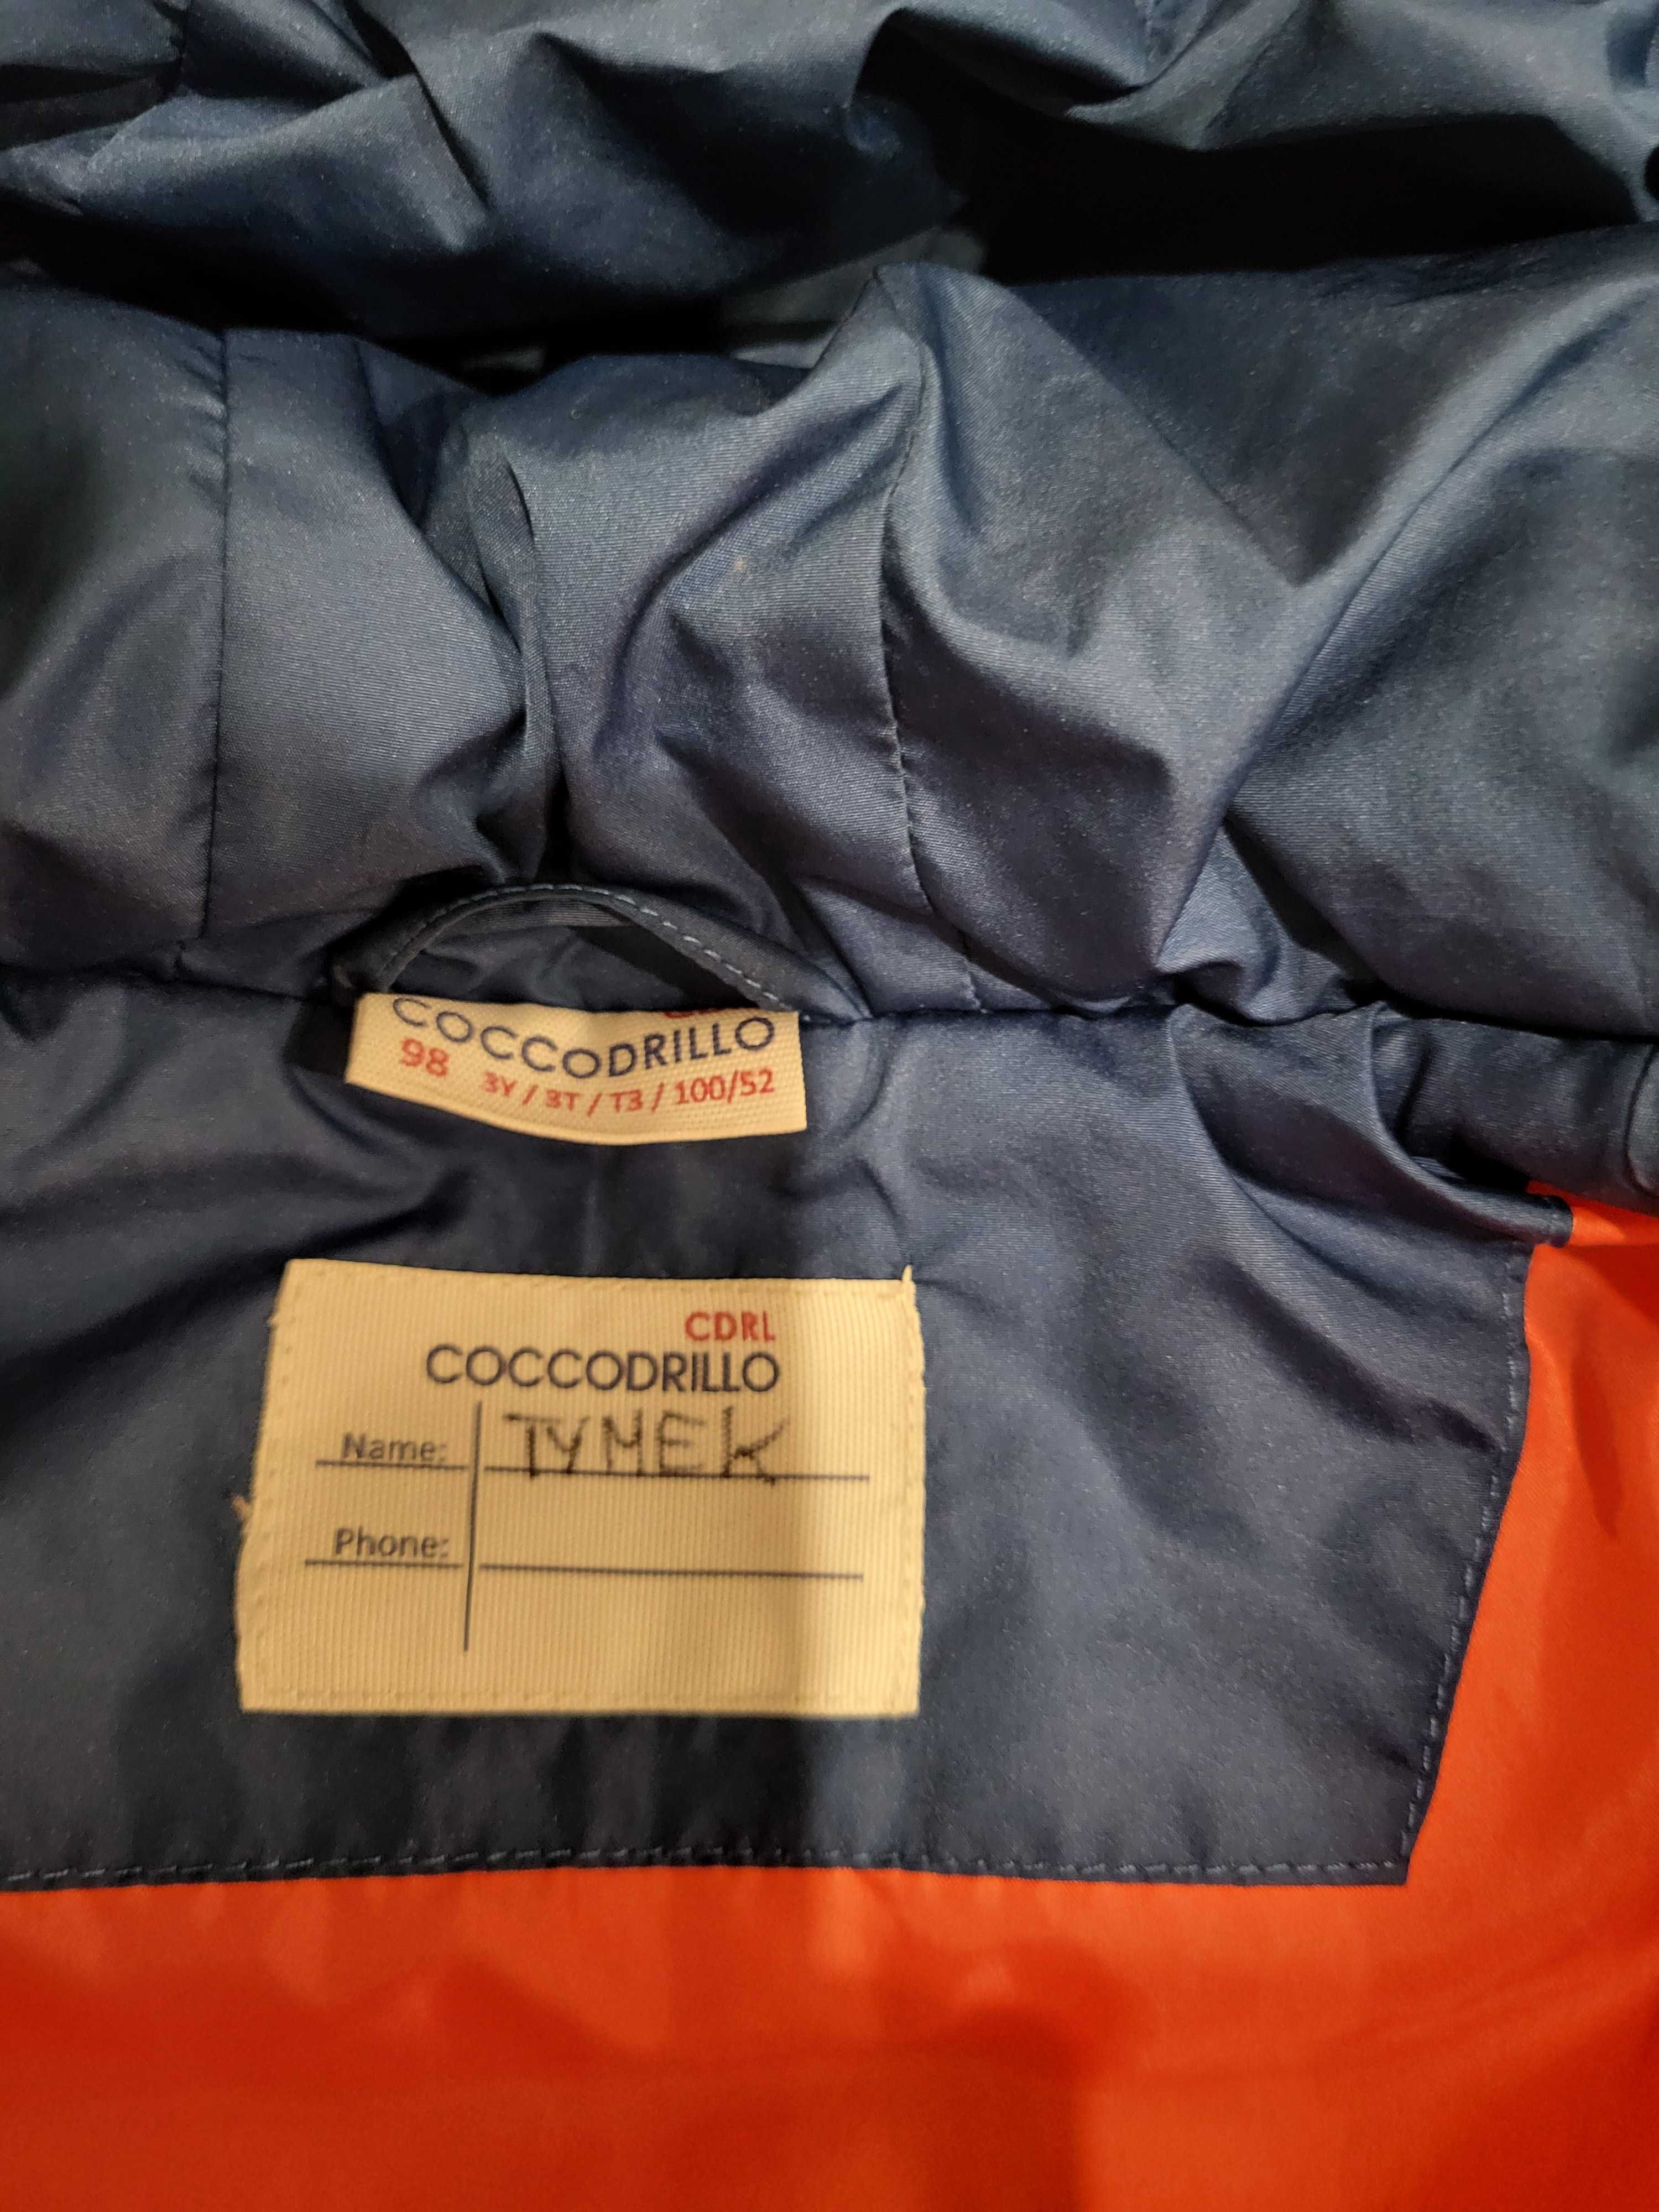 COCCODRILLO
98 3Y / 3T / T3 / 100/52
CDRL
COCCODRILLO
Name: TYMEK
Phone: